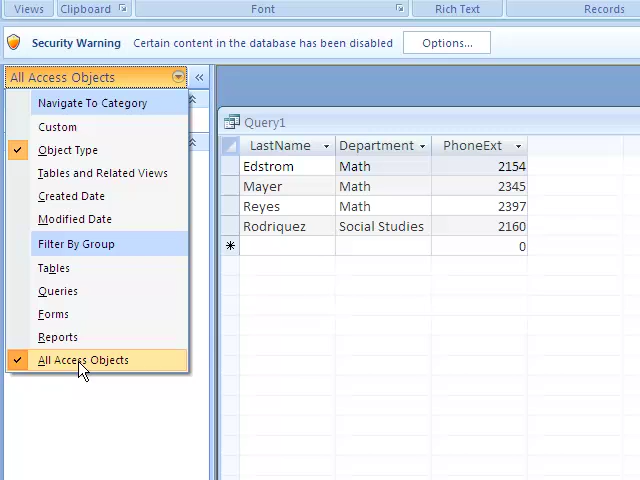 Views Clipboard Font Rich Text Records
Security Warning Certain content in the database has been disabled Options...
All Access Objects «
Navigate To Category
Custom
Object Type
Tables and Related Views
Created Date
Modified Date
Filter By Group
Tables
Queries
Forms
Reports
All Access Objects
Query1
LastName Department PhoneExt
Edstrom Math 2154
Mayer Math 2345
Reyes Math 2397
Rodriquez Social Studies 2160
0